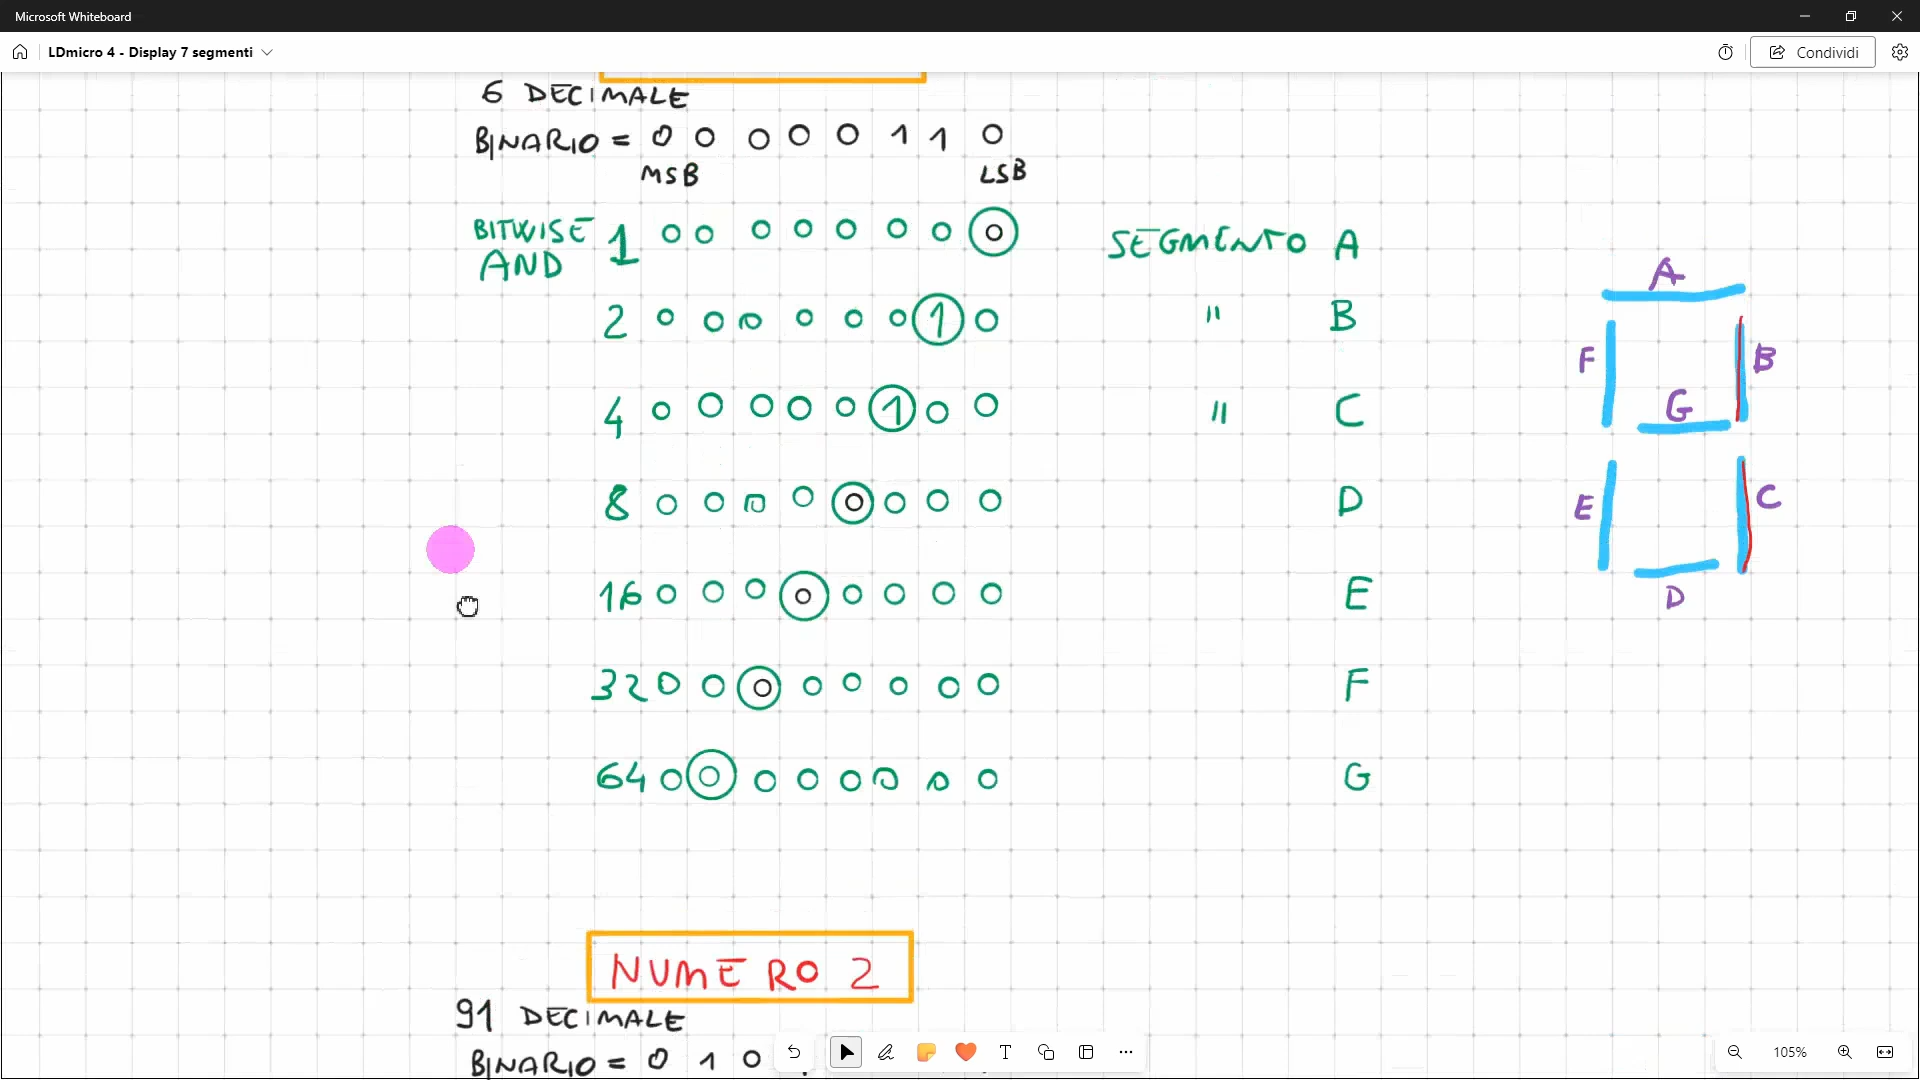 Microsoft Whiteboard
LDmicro 4 - Display 7 segmenti
Condividi
6 DECIMALE
BINARIO = 0 0 0 0 0 1 1 0
MSB LSB
BITWISE AND 1 0 0 0 0 0 0 0 0 SEGMENTO A
2 0 0 0 0 0 0 1 0 " B
4 0 0 0 0 0 1 0 0 " C
8 0 0 0 0 0 0 0 0 D
16 0 0 0 0 0 0 0 0 E
32 0 0 0 0 0 0 0 0 F
64 0 0 0 0 0 0 0 0 G
A
F B
G
E C
D
NUMERO 2
91 DECIMALE
BINARIO = 0 1 0
105%